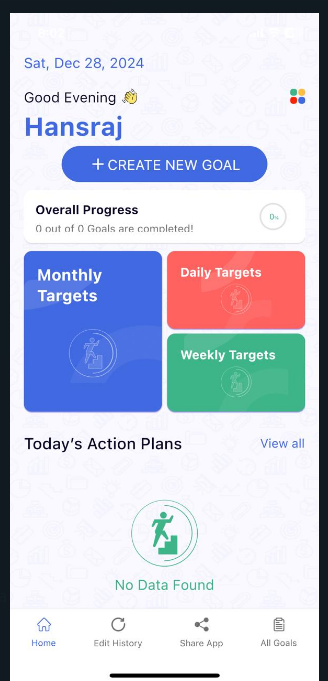 Sat, Dec 28, 2024
Good Evening 👏
Hansraj
+ CREATE NEW GOAL
Overall Progress
0 out of 0 Goals are completed!
0%
Monthly
Targets
Daily Targets
Weekly Targets
Today’s Action Plans
View all
No Data Found
Home
Edit History
Share App
All Goals